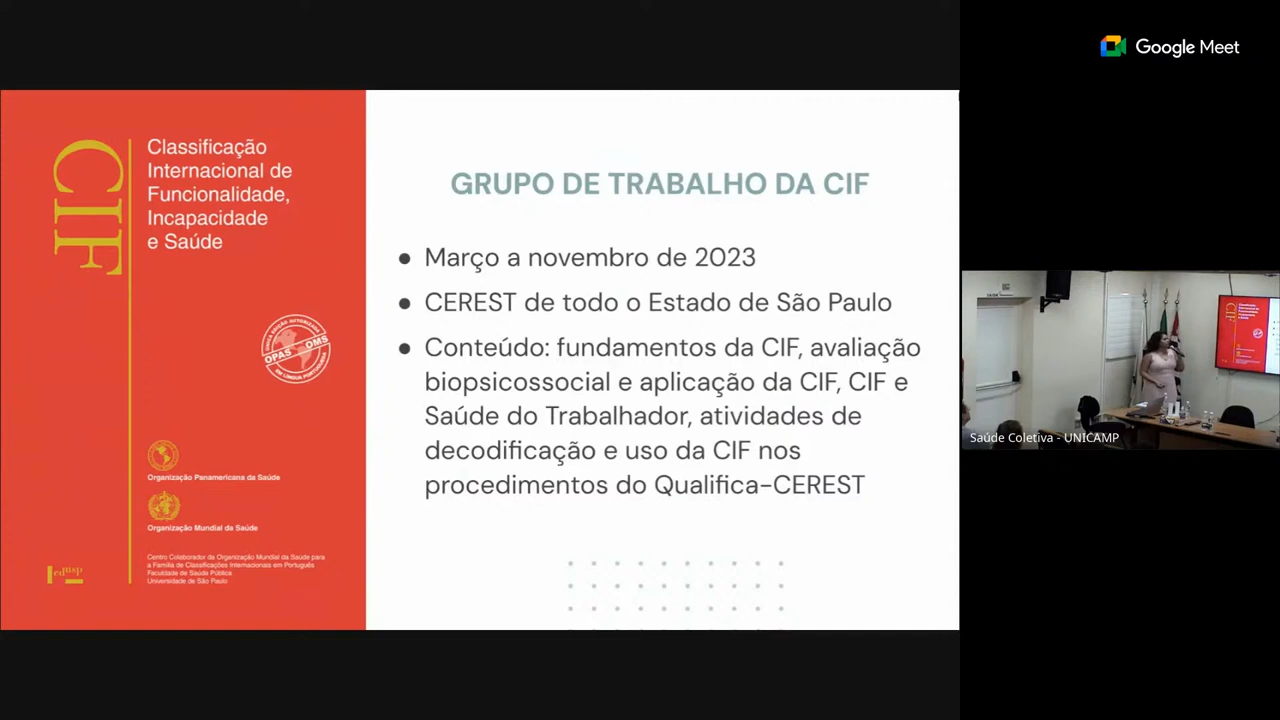 CIF
Classificação
Internacional de
Funcionalidade,
Incapacidade
e Saúde
OPAS OMS
EM LÍNGUA PORTUGUESA
Organização Panamericana da Saúde
Organização Mundial da Saúde
edusp
Centro Colaborador da Organização Mundial da Saúde para
a Família de Classificações Internacionais em Português
Faculdade de Saúde Pública
Universidade de São Paulo
GRUPO DE TRABALHO DA CIF
● Março a novembro de 2023
● CEREST de todo o Estado de São Paulo
● Conteúdo: fundamentos da CIF, avaliação
biopsicossocial e aplicação da CIF, CIF e
Saúde do Trabalhador, atividades de
decodificação e uso da CIF nos
procedimentos do Qualifica-CEREST
Google Meet
Saúde Coletiva - UNICAMP